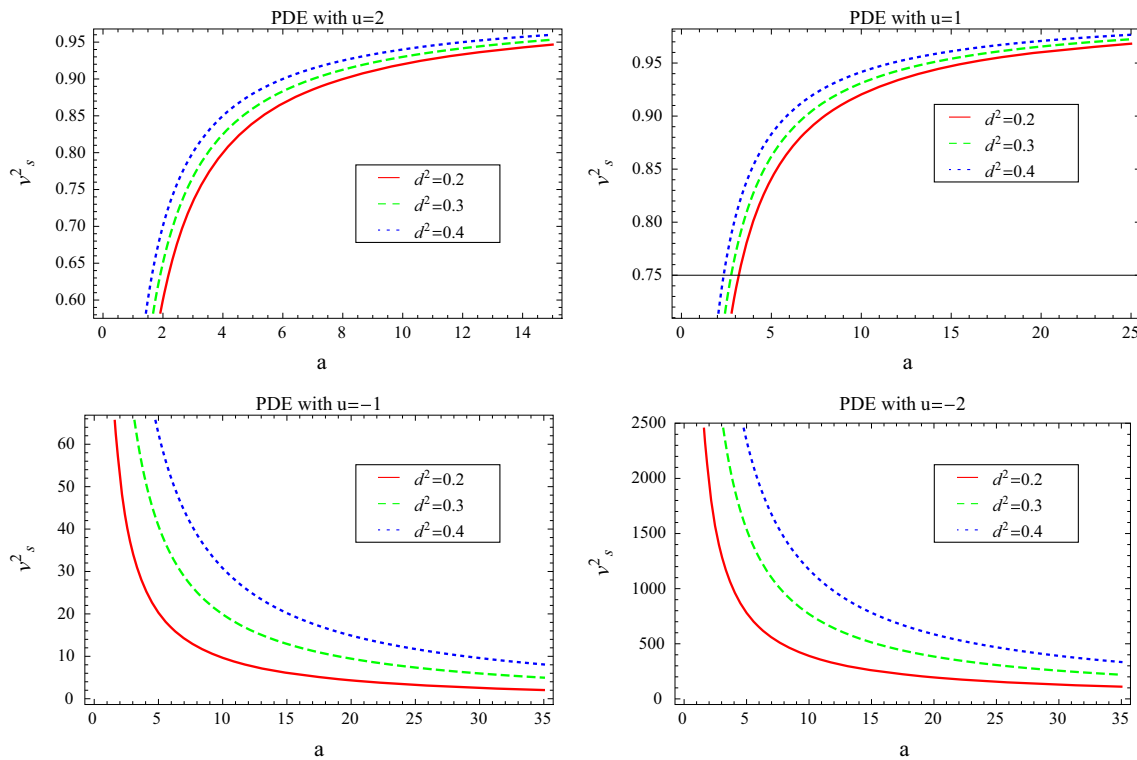 PDE with u=2
0.95
0.90
0.85
0.80
0.75
0.70
0.65
0.60
v²ₛ
d²=0.2
d²=0.3
d²=0.4
0 2 4 6 8 10 12 14
a
PDE with u=1
0.95
0.90
0.85
0.80
0.75
v²ₛ
d²=0.2
d²=0.3
d²=0.4
0 5 10 15 20 25
a
PDE with u=−1
60
50
40
30
20
10
0
v²ₛ
d²=0.2
d²=0.3
d²=0.4
0 5 10 15 20 25 30 35
a
PDE with u=−2
2500
2000
1500
1000
500
0
v²ₛ
d²=0.2
d²=0.3
d²=0.4
0 5 10 15 20 25 30 35
a